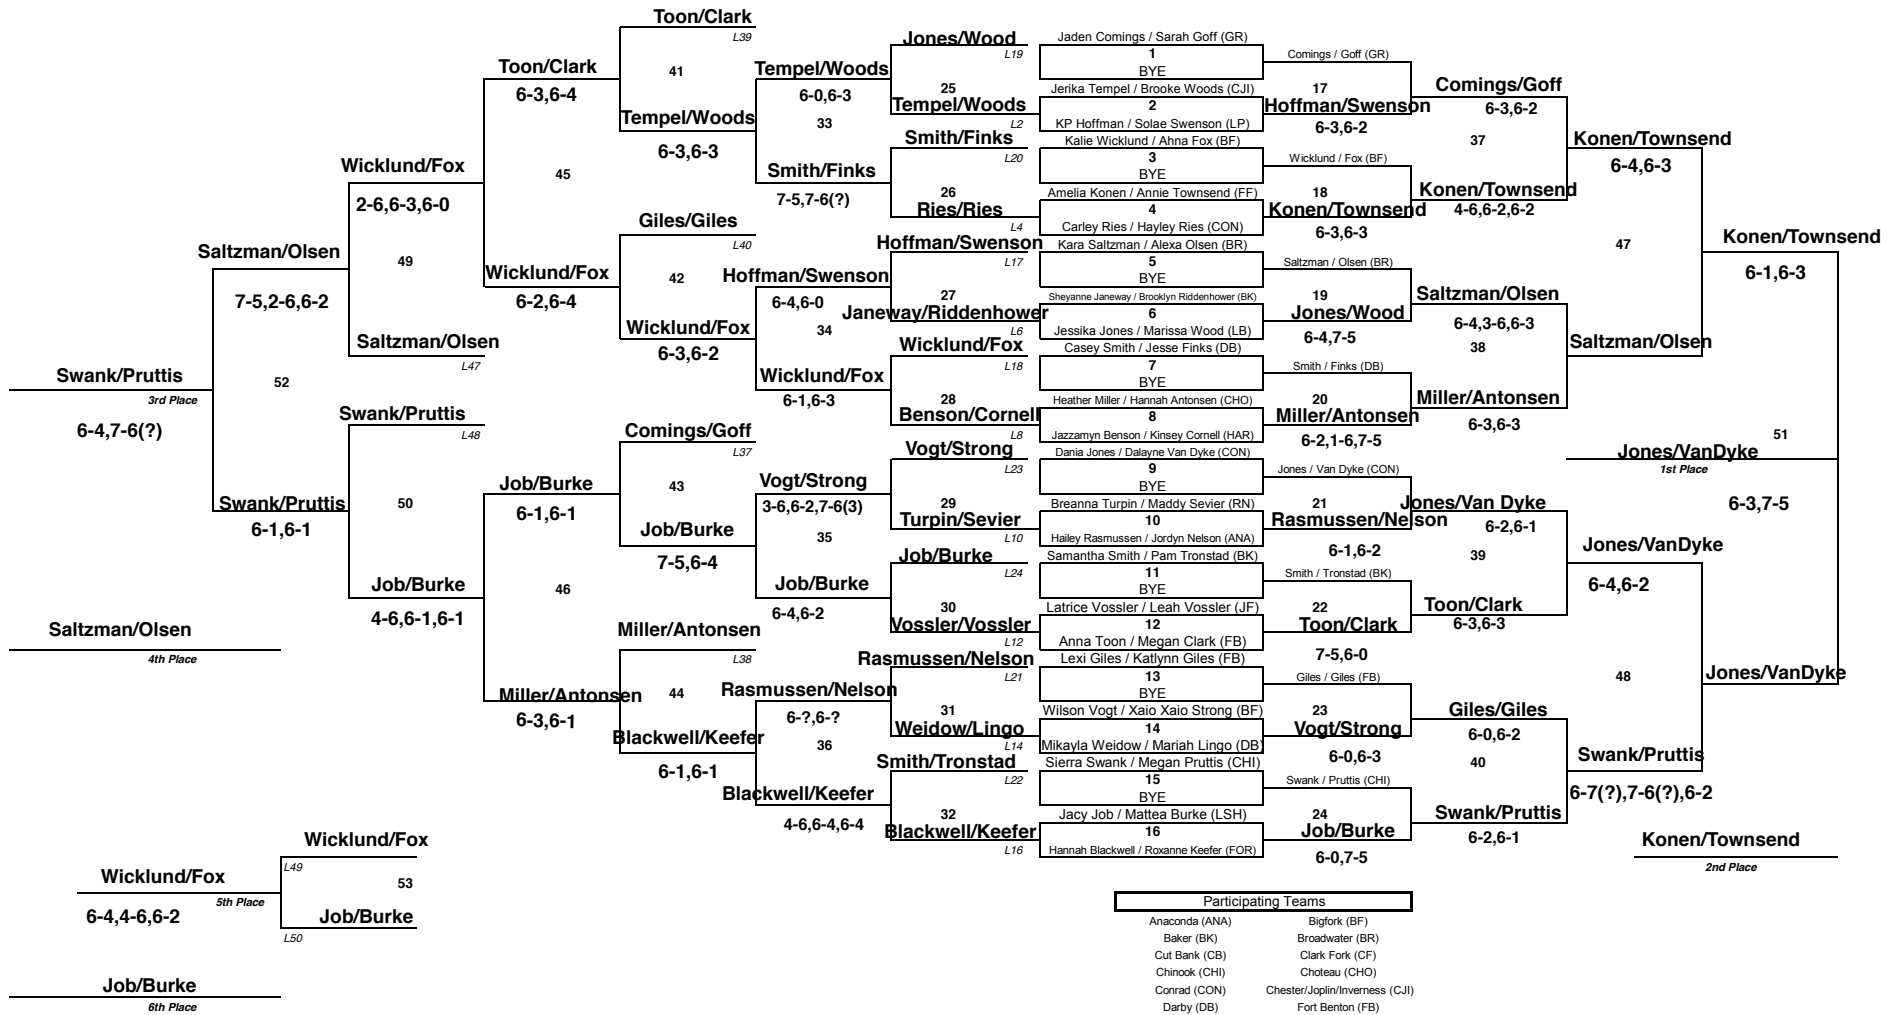 Toon/Clark
L39
41
Toon/Clark
6-3,6-4
Tempel/Woods
6-3,6-3
45
Wicklund/Fox
2-6,6-3,6-0
Giles/Giles
L40
42
Wicklund/Fox
6-2,6-4
Wicklund/Fox
6-3,6-2
49
Saltzman/Olsen
7-5,2-6,6-2
Saltzman/Olsen
L47
Swank/Pruttis
3rd Place
6-4,7-6(?)
52
Swank/Pruttis
L48
50
Swank/Pruttis
6-1,6-1
Job/Burke
4-6,6-1,6-1
Comings/Goff
L37
43
Job/Burke
6-1,6-1
Job/Burke
7-5,6-4
46
Miller/Antonsen
L38
44
Miller/Antonsen
6-3,6-1
Blackwell/Keefer
6-1,6-1
Saltzman/Olsen
4th Place
Wicklund/Fox
L49
53
Wicklund/Fox
5th Place
6-4,4-6,6-2
Job/Burke
L50
Job/Burke
6th Place
Jones/Wood
L19
25
Tempel/Woods
6-0,6-3
33
Tempel/Woods
L2
Smith/Finks
L20
Smith/Finks
7-5,7-6(?)
26
Ries/Ries
L4
Hoffman/Swenson
L17
Hoffman/Swenson
6-4,6-0
34
27
Janeway/Riddenhower
L6
Wicklund/Fox
L18
Wicklund/Fox
6-1,6-3
28
Benson/Cornell
L8
Vogt/Strong
L23
Vogt/Strong
3-6,6-2,7-6(3)
35
29
Turpin/Sevier
L10
Job/Burke
L24
Job/Burke
6-4,6-2
30
Vossler/Vossler
L12
Rasmussen/Nelson
L21
Rasmussen/Nelson
6-?,6-?
36
31
Weidow/Lingo
L14
Smith/Tronstad
L22
Blackwell/Keefer
4-6,6-4,6-4
32
Blackwell/Keefer
L16
Jaden Comings / Sarah Goff (GR)
1
BYE
Jerika Tempel / Brooke Woods (CJI)
2
KP Hoffman / Solae Swenson (LP)
Kalie Wicklund / Ahna Fox (BF)
3
BYE
Amelia Konen / Annie Townsend (FF)
4
Carley Ries / Hayley Ries (CON)
Kara Saltzman / Alexa Olsen (BR)
5
BYE
Sheyanne Janeway / Brooklyn Riddenhower (BK)
6
Jessika Jones / Marissa Wood (LB)
Casey Smith / Jesse Finks (DB)
7
BYE
Heather Miller / Hannah Antonsen (CHO)
8
Jazzamyn Benson / Kinsey Cornell (HAR)
Dania Jones / Dalayne Van Dyke (CON)
9
BYE
Breanna Turpin / Maddy Sevier (RN)
10
Hailey Rasmussen / Jordyn Nelson (ANA)
Samantha Smith / Pam Tronstad (BK)
11
BYE
Latrice Vossler / Leah Vossler (JF)
12
Anna Toon / Megan Clark (FB)
Lexi Giles / Katlynn Giles (FB)
13
BYE
Wilson Vogt / Xaio Xaio Strong (BF)
14
Mikayla Weidow / Mariah Lingo (DB)
Sierra Swank / Megan Pruttis (CHI)
15
BYE
Jacy Job / Mattea Burke (LSH)
16
Hannah Blackwell / Roxanne Keefer (FOR)
Comings / Goff (GR)
17
Hoffman/Swenson
6-3,6-2
Wicklund / Fox (BF)
18
Konen/Townsend
6-3,6-3
Saltzman / Olsen (BR)
19
Jones/Wood
6-4,7-5
Smith / Finks (DB)
20
Miller/Antonsen
6-2,1-6,7-5
Jones / Van Dyke (CON)
21
Rasmussen/Nelson
6-1,6-2
Smith / Tronstad (BK)
22
Toon/Clark
7-5,6-0
Giles / Giles (FB)
23
Vogt/Strong
6-0,6-3
Swank / Pruttis (CHI)
24
Job/Burke
6-0,7-5
Comings/Goff
6-3,6-2
37
Konen/Townsend
4-6,6-2,6-2
Saltzman/Olsen
6-4,3-6,6-3
38
Miller/Antonsen
6-3,6-3
Jones/Van Dyke
6-2,6-1
39
Toon/Clark
6-3,6-3
Giles/Giles
6-0,6-2
40
Swank/Pruttis
6-2,6-1
Konen/Townsend
6-4,6-3
47
Saltzman/Olsen
Konen/Townsend
6-1,6-3
51
Jones/VanDyke
1st Place
6-3,7-5
Jones/VanDyke
6-4,6-2
48
Jones/VanDyke
Swank/Pruttis
6-7(?),7-6(?),6-2
Konen/Townsend
2nd Place
Participating Teams
Anaconda (ANA) Bigfork (BF)
Baker (BK) Broadwater (BR)
Cut Bank (CB) Clark Fork (CF)
Chinook (CHI) Choteau (CHO)
Conrad (CON) Chester/Joplin/Inverness (CJI)
Darby (DB) Fort Benton (FB)